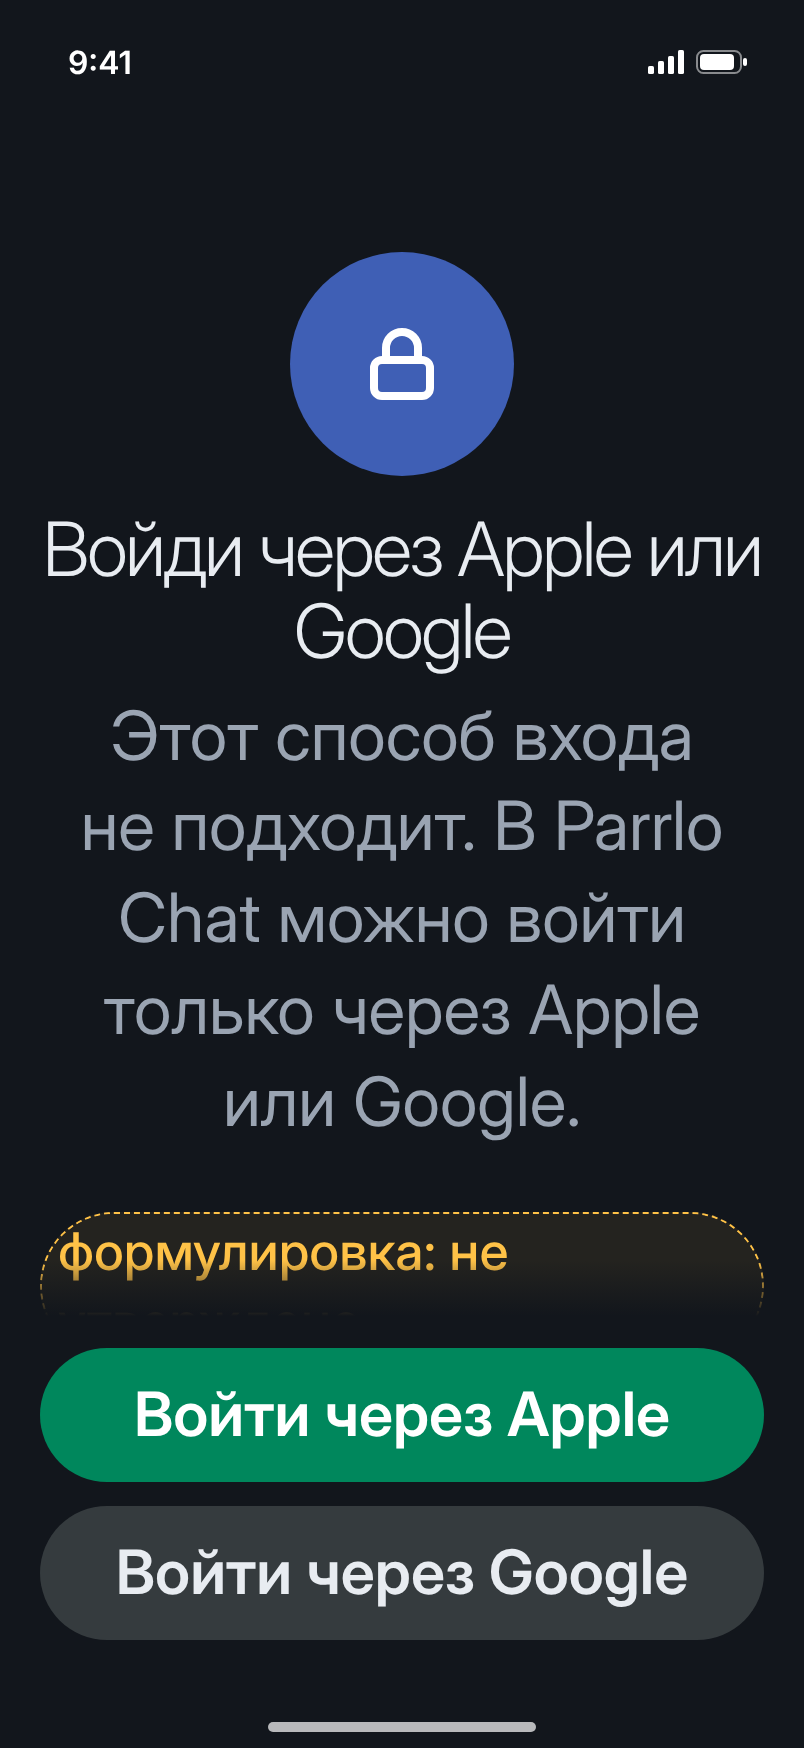 9:41
Войди через Apple или
Google
Этот способ входа
не подходит. В Parrlo
Chat можно войти
только через Apple
или Google.
формулировка: не
Войти через Apple
Войти через Google